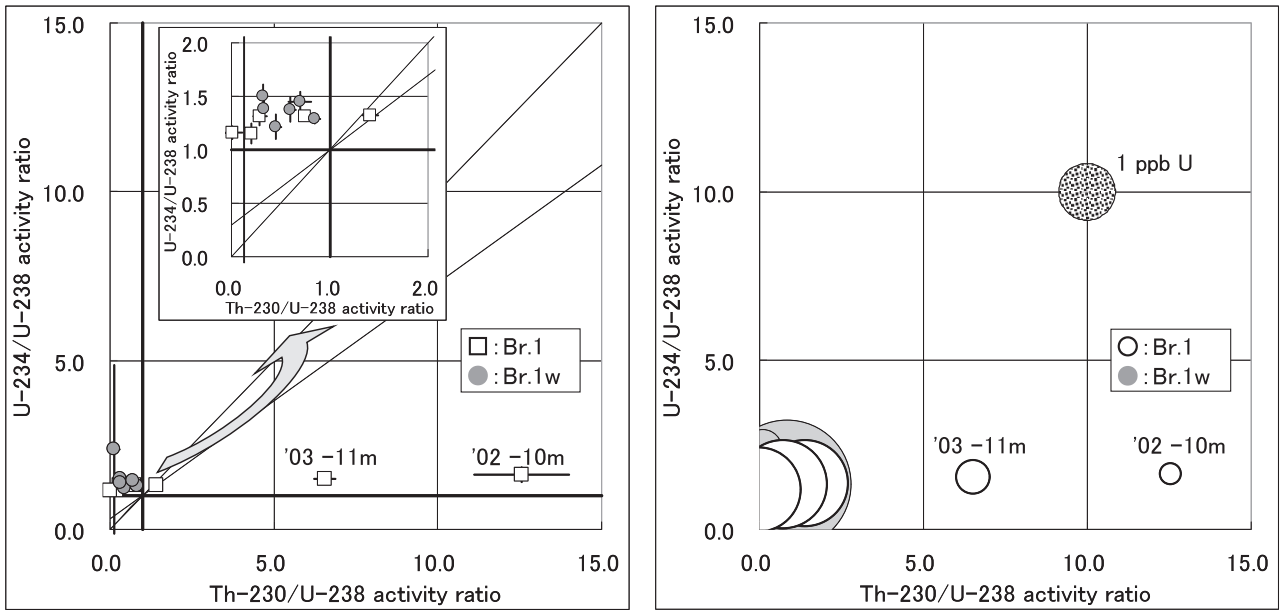 15.0
10.0
5.0
0.0
U-234/U-238 activity ratio
0.0
5.0
10.0
15.0
Th-230/U-238 activity ratio
2.0
1.5
1.0
0.5
0.0
U-234/U-238 activity ratio
0.0
1.0
2.0
Th-230/U-238 activity ratio
: Br.1
: Br.1w
'03 -11m
'02 -10m
15.0
10.0
5.0
0.0
U-234/U-238 activity ratio
0.0
5.0
10.0
15.0
Th-230/U-238 activity ratio
1 ppb U
: Br.1
: Br.1w
'03 -11m
'02 -10m